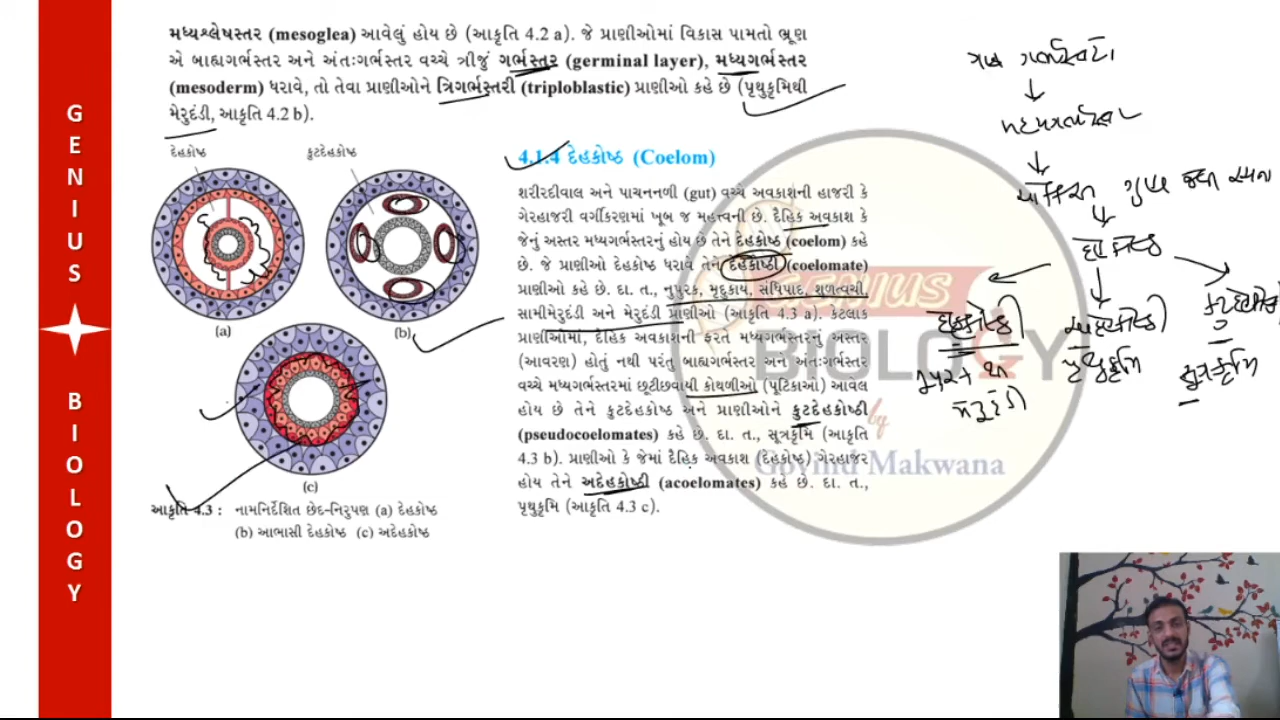 GENIUS BIOLOGY
મધ્યશ્લેષસ્તર (mesoglea) આવેલું હોય છે (આકૃતિ 4.2 a). જે પ્રાણીઓમાં વિકાસ પામતો ભ્રૂણ
એ બાહ્યગર્ભસ્તર અને અંતઃગર્ભસ્તર વચ્ચે ત્રીજું ગર્ભસ્તર (germinal layer), મધ્યગર્ભસ્તર
(mesoderm) ધરાવે, તો તેવા પ્રાણીઓને ત્રિગર્ભસ્તરી (triploblastic) પ્રાણીઓ કહે છે (પૃથુકૃમિથી
મેરુદંડી, આકૃતિ 4.2 b).
દેહકોષ્ઠ
કુટદેહકોષ્ઠ
(a)
(b)
(c)
આકૃતિ 4.3 : નામનિર્દેશિત છેદ-નિરુપણ (a) દેહકોષ્ઠ
(b) આભાસી દેહકોષ્ઠ (c) અદેહકોષ્ઠ
4.1.4 દેહકોષ્ઠ (Coelom)
શરીરદીવાલ અને પાચનનળી (gut) વચ્ચે અવકાશની હાજરી કે
ગેરહાજરી વર્ગીકરણમાં ખૂબ જ મહત્ત્વની છે. દૈહિક અવકાશ કે
જેનું અસ્તર મધ્યગર્ભસ્તરનું હોય છે તેને દેહકોષ્ઠ (coelom) કહે
છે. જે પ્રાણીઓ દેહકોષ્ઠ ધરાવે તેને દેહકોષ્ઠી (coelomate)
પ્રાણીઓ કહે છે. દા. ત., નુપૂરક, મૃદુકાય, સંધિપાદ, શૂળત્વચી
સામીમેરુદંડી અને મેરુદંડી પ્રાણીઓ (આકૃતિ 4.3 a). કેટલાક
પ્રાણીઓમાં, દૈહિક અવકાશની ફરતે મધ્યગર્ભસ્તરનું અસ્તર
(આવરણ) હોતું નથી પરંતુ બાહ્યગર્ભસ્તર અને અંતઃગર્ભસ્તર
વચ્ચે મધ્યગર્ભસ્તરમાં છૂટીછવાયી કોથળીઓ (પૂટિકાઓ) આવેલ
હોય છે તેને કુટદેહકોષ્ઠ અને પ્રાણીઓને કુટદેહકોષ્ઠી
(pseudocoelomates) કહે છે. દા. ત., સૂત્રકૃમિ (આકૃતિ
4.3 b). પ્રાણીઓ કે જેમાં દૈહિક અવકાશ (દેહકોષ્ઠ) ગેરહાજર
હોય તેને અદેહકોષ્ઠી (acoelomates) કહે છે. દા. ત.,
પૃથુકૃમિ (આકૃતિ 4.3 c).
GENIUS
BIOLOGY
by
Govind Makwana
દેહકોષ્ઠ
પૃથુકૃમિ
સુત્રકૃમિ